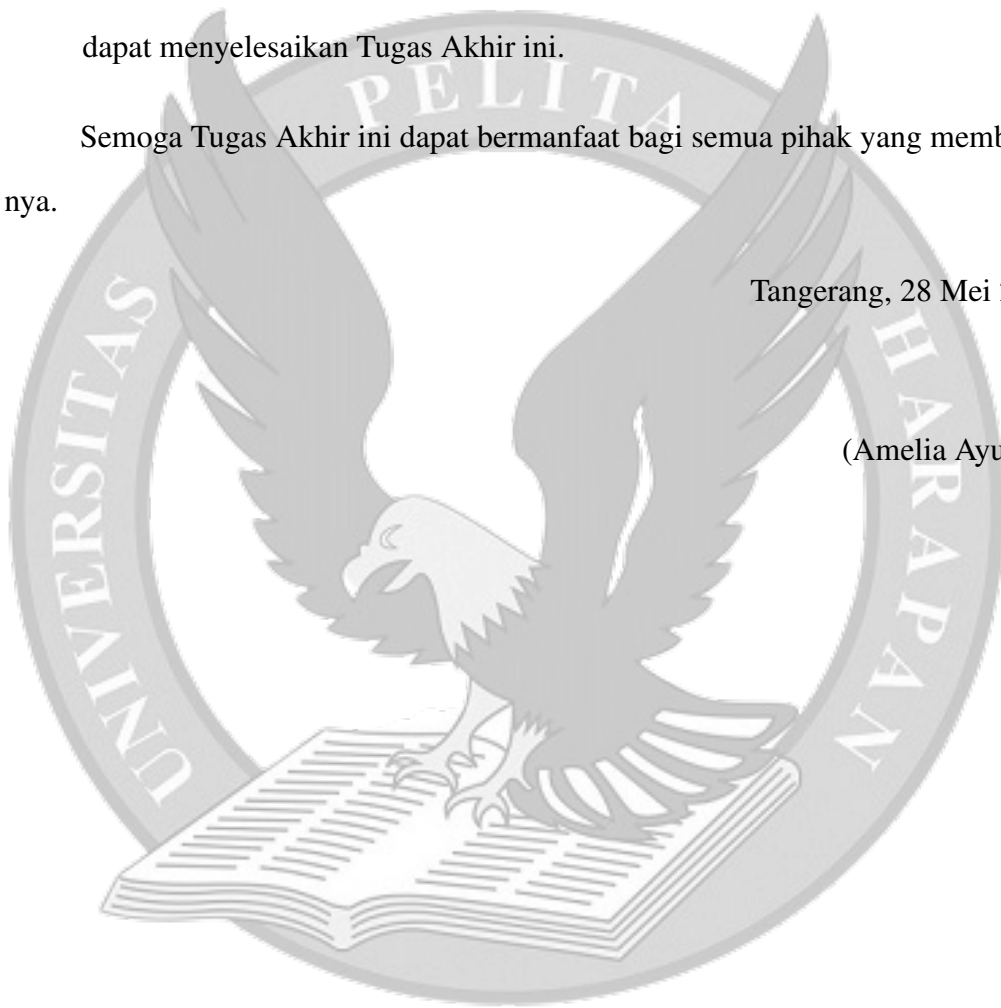 dapat menyelesaikan Tugas Akhir ini.
Semoga Tugas Akhir ini dapat bermanfaat bagi semua pihak yang
nya.
Tangerang, 28 Mei
(Amelia Ayu
UNIVERSITAS PELITA HARAPAN